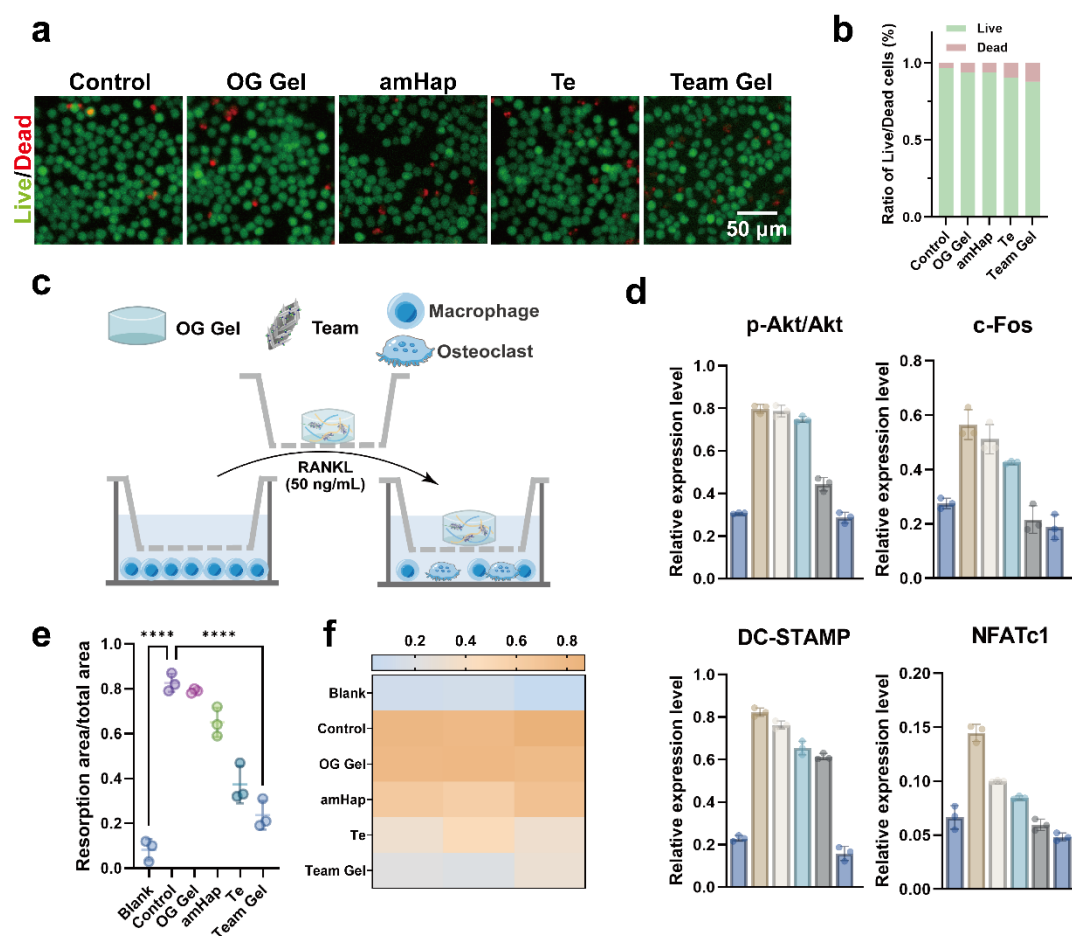 a
Control
OG Gel
amHap
Te
Team Gel
Live/Dead
50 μm
b
Live
Dead
Ratio of Live/Dead cells (%)
1.0
0.5
0.0
Control
OG Gel
amHap
Te
Team Gel
c
OG Gel
Team
Macrophage
Osteoclast
RANKL
(50 ng/mL)
d
p-Akt/Akt
Relative expression level
1.0
0.8
0.6
0.4
0.2
0.0
c-Fos
Relative expression level
0.8
0.6
0.4
0.2
0.0
DC-STAMP
Relative expression level
1.0
0.8
0.6
0.4
0.2
0.0
NFATc1
Relative expression level
0.20
0.15
0.10
0.05
0.00
e
**** ****
Resorption area/total area
1.0
0.8
0.6
0.4
0.2
0.0
Blank
Control
OG Gel
amHap
Te
Team Gel
f
0.2 0.4 0.6 0.8
Blank
Control
OG Gel
amHap
Te
Team Gel